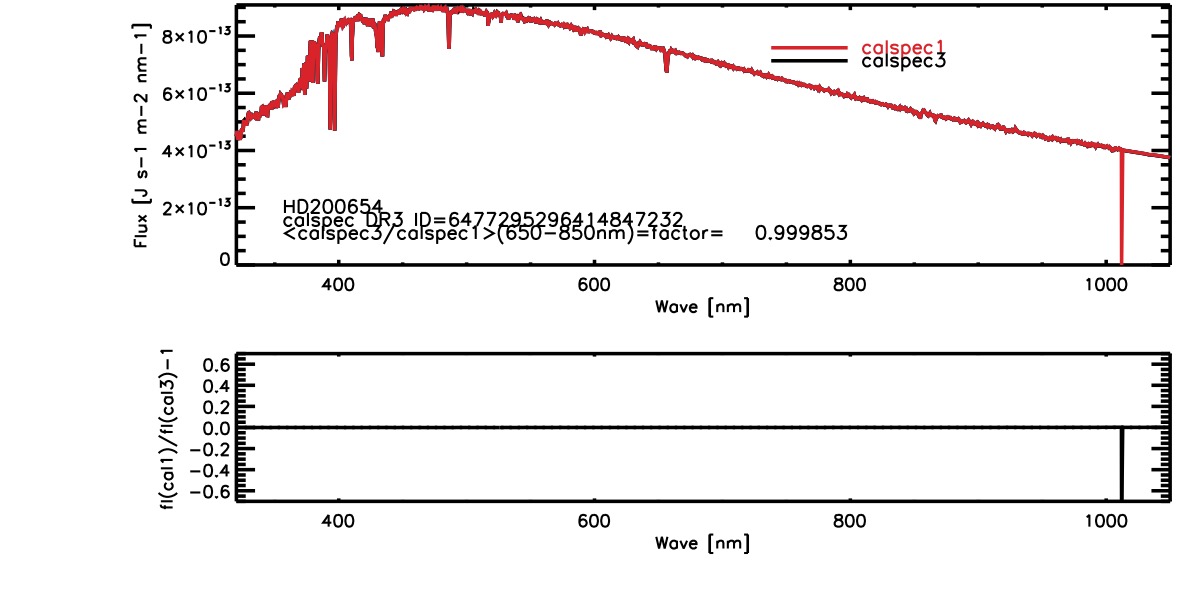 8×10−13
6×10−13
4×10−13
2×10−13
0
Flux [J s−1 m−2 nm−1]
calspec1
calspec3
HD200654
calspec DR3 ID=6477295296414847232
<calspec3/calspec1>(650−850nm)=factor= 0.999853
400 600 800 1000
Wave [nm]
0.6
0.4
0.2
0.0
−0.2
−0.4
−0.6
fl(cal1)/fl(cal3)−1
400 600 800 1000
Wave [nm]